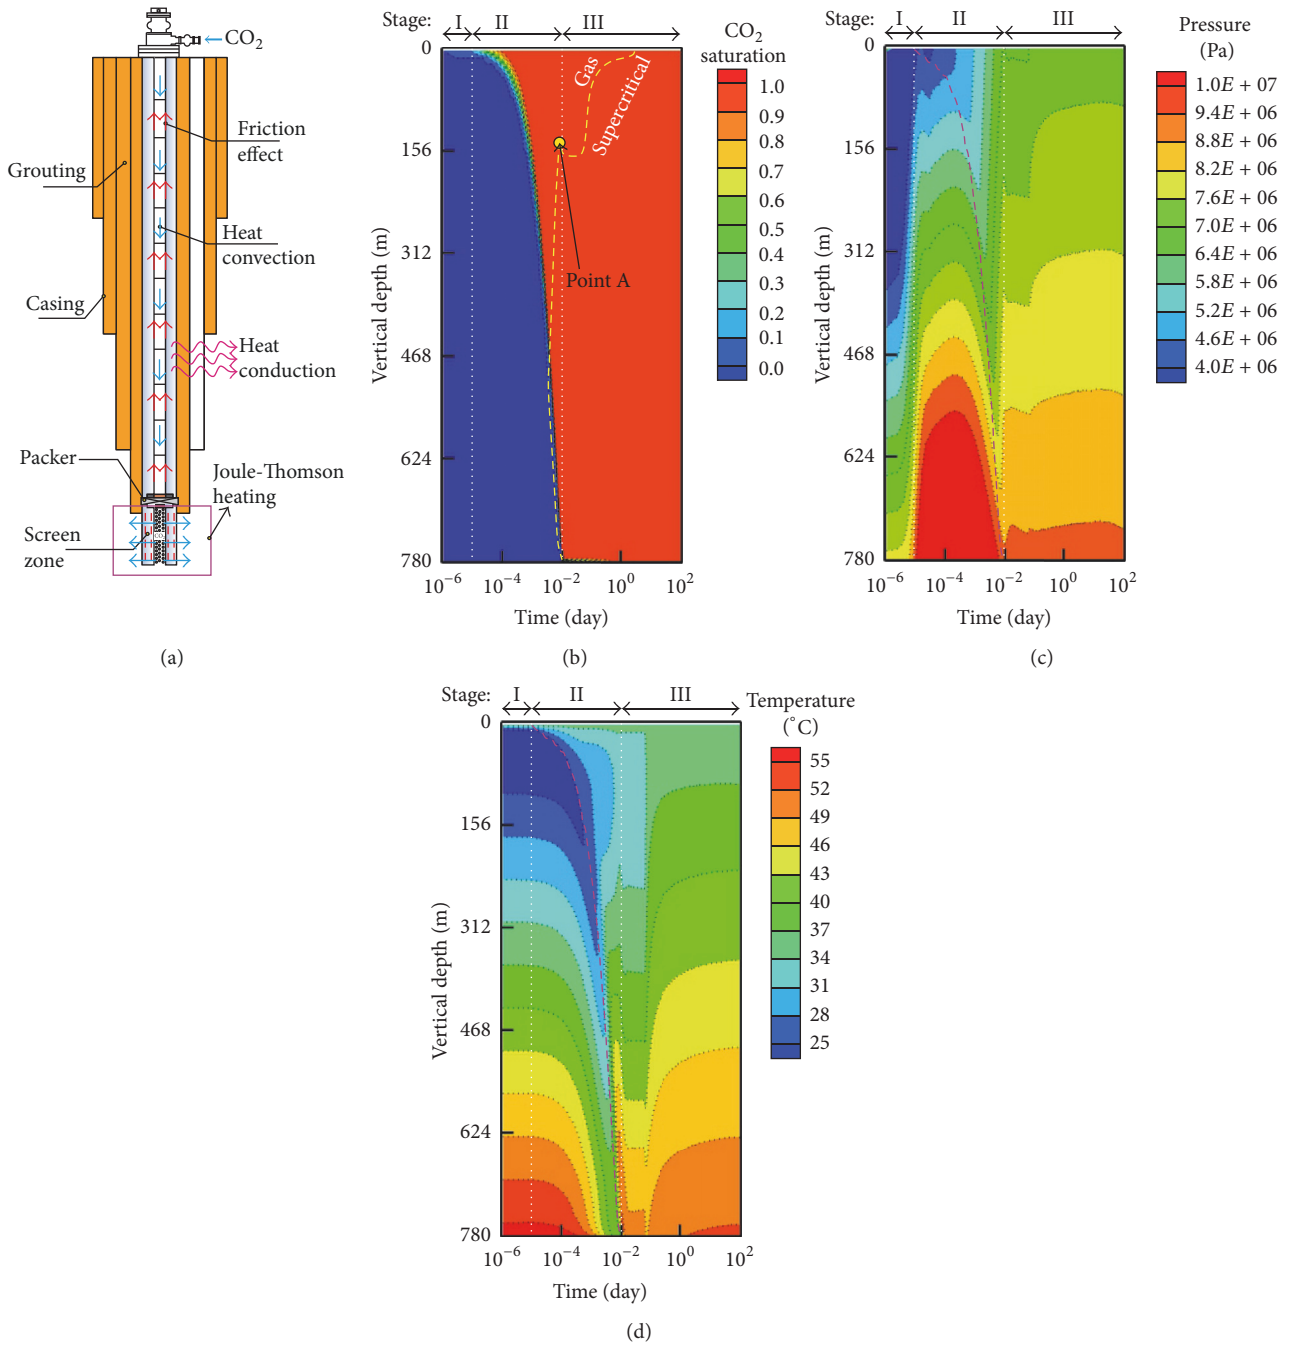 CO2
Friction
effect
Grouting
Heat
convection
Casing
Heat
conduction
Packer
Joule-Thomson
heating
Screen
zone
CO2
(a)
Stage: I II III
CO2
saturation
0
156
312
468
624
780
Vertical depth (m)
Gas
Supercritical
Point A
1.0
0.9
0.8
0.7
0.6
0.5
0.4
0.3
0.2
0.1
0.0
10−6 10−4 10−2 100 102
Time (day)
(b)
Stage: I II III
Pressure
(Pa)
0
156
312
468
624
780
Vertical depth (m)
1.0E + 07
9.4E + 06
8.8E + 06
8.2E + 06
7.6E + 06
7.0E + 06
6.4E + 06
5.8E + 06
5.2E + 06
4.6E + 06
4.0E + 06
10−6 10−4 10−2 100 102
Time (day)
(c)
Stage: I II III
Temperature
(°C)
0
156
312
468
624
780
Vertical depth (m)
55
52
49
46
43
40
37
34
31
28
25
10−6 10−4 10−2 100 102
Time (day)
(d)